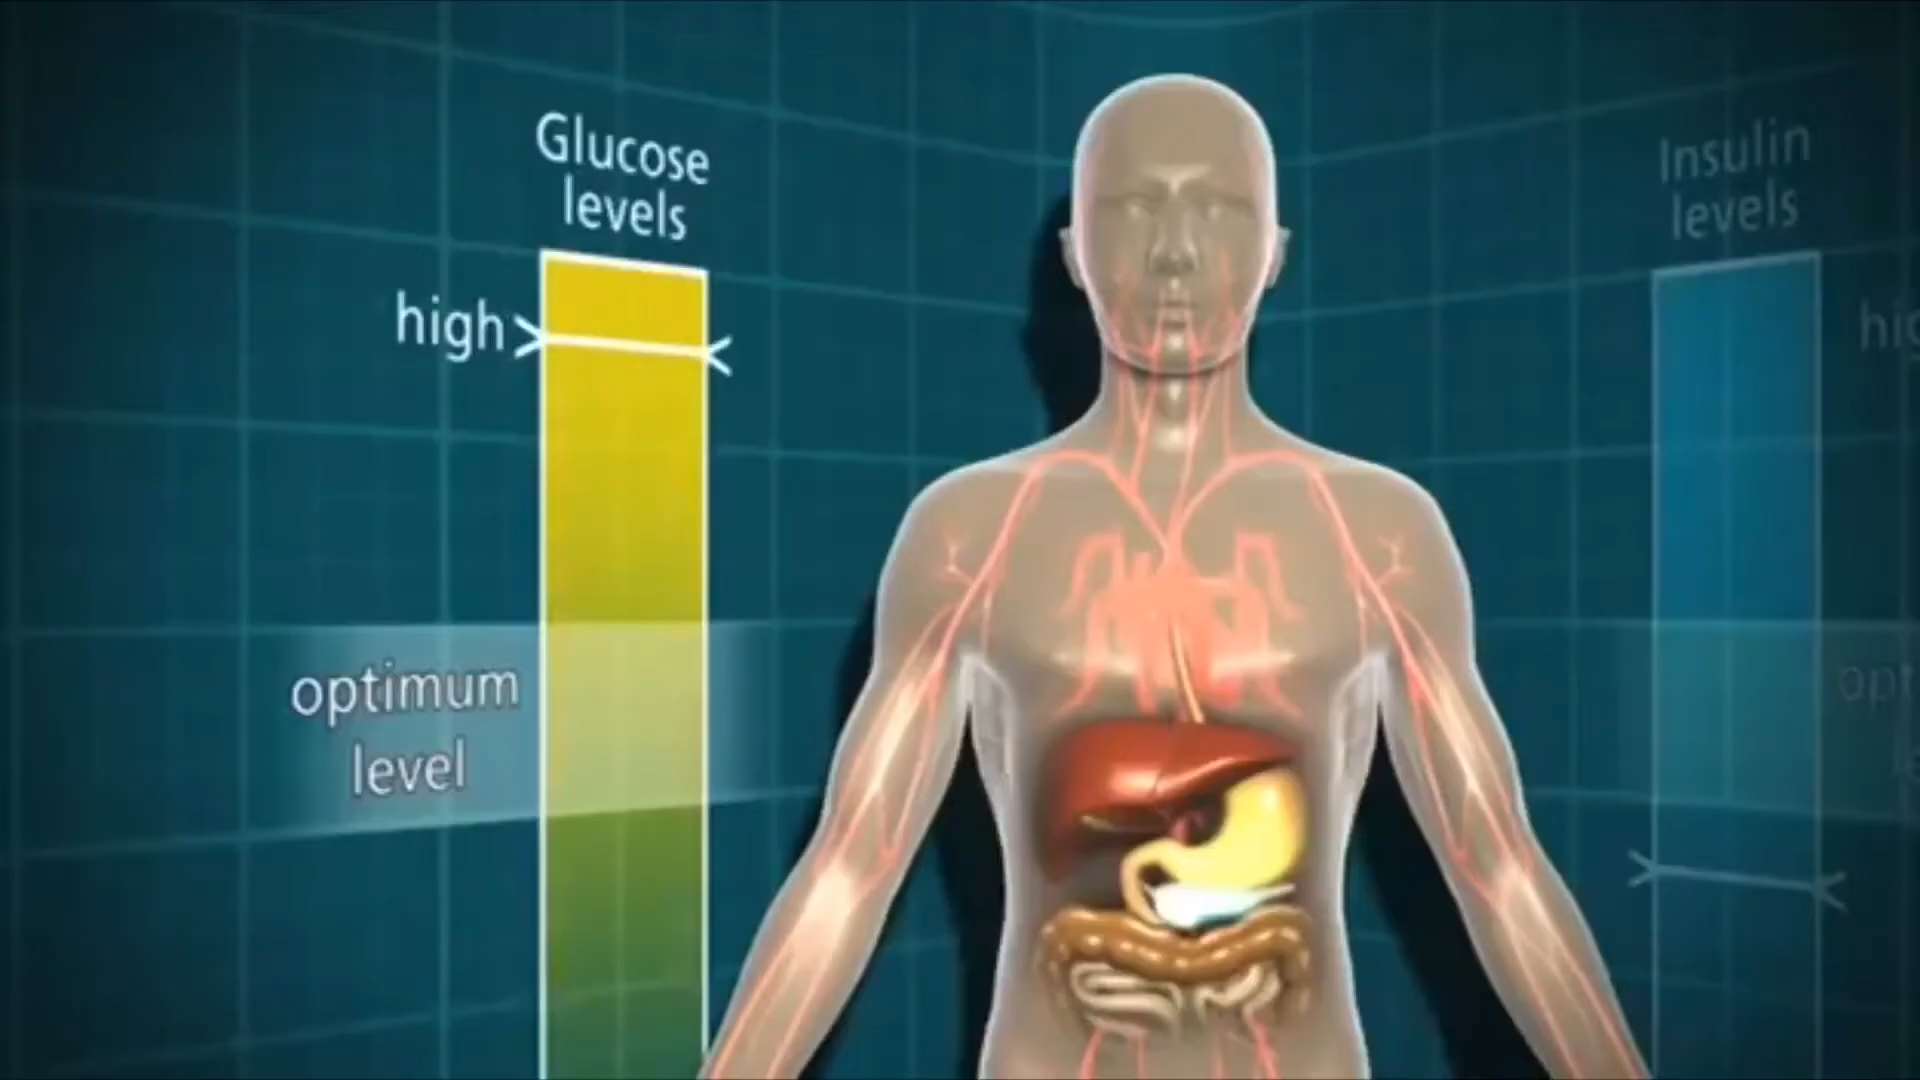 Glucose
levels
high
optimum
level
Insulin
levels